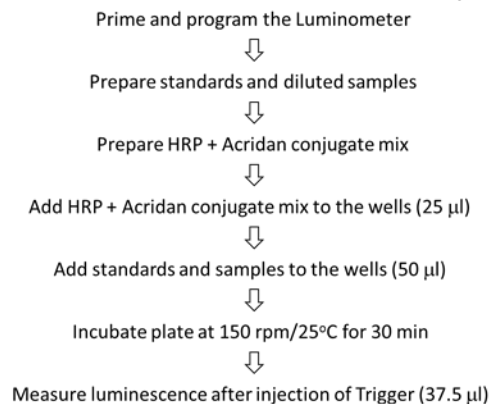 Prime and program the Luminometer
Prepare standards and diluted samples
Prepare HRP + Acridan conjugate mix
Add HRP + Acridan conjugate mix to the wells (25 µl)
Add standards and samples to the wells (50 µl)
Incubate plate at 150 rpm/25°C for 30 min
Measure luminescence after injection of Trigger (37.5 µl)